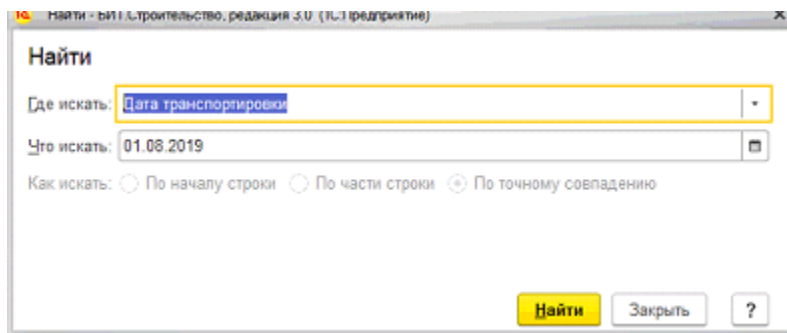 Найти - БИТ.Строительство, редакция 3.0 (1С:Предприятие)
Найти
Где искать: Дата транспортировки
Что искать: 01.08.2019
Как искать: По началу строки По части строки По точному совпадению
Найти Закрыть ?